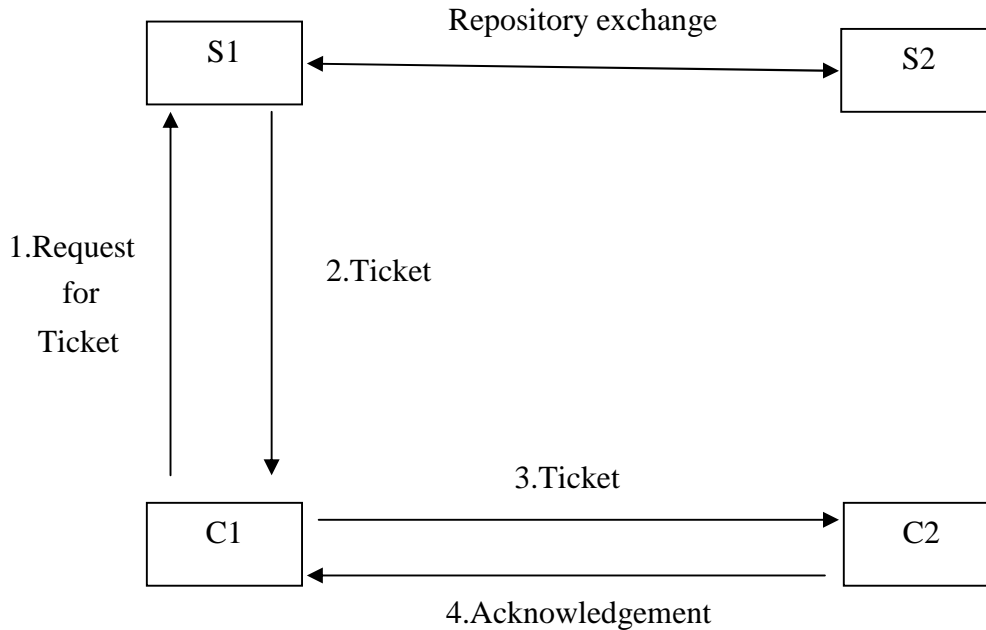 Repository exchange
S1
S2
1.Request
for
Ticket
2.Ticket
3.Ticket
C1
C2
4.Acknowledgement